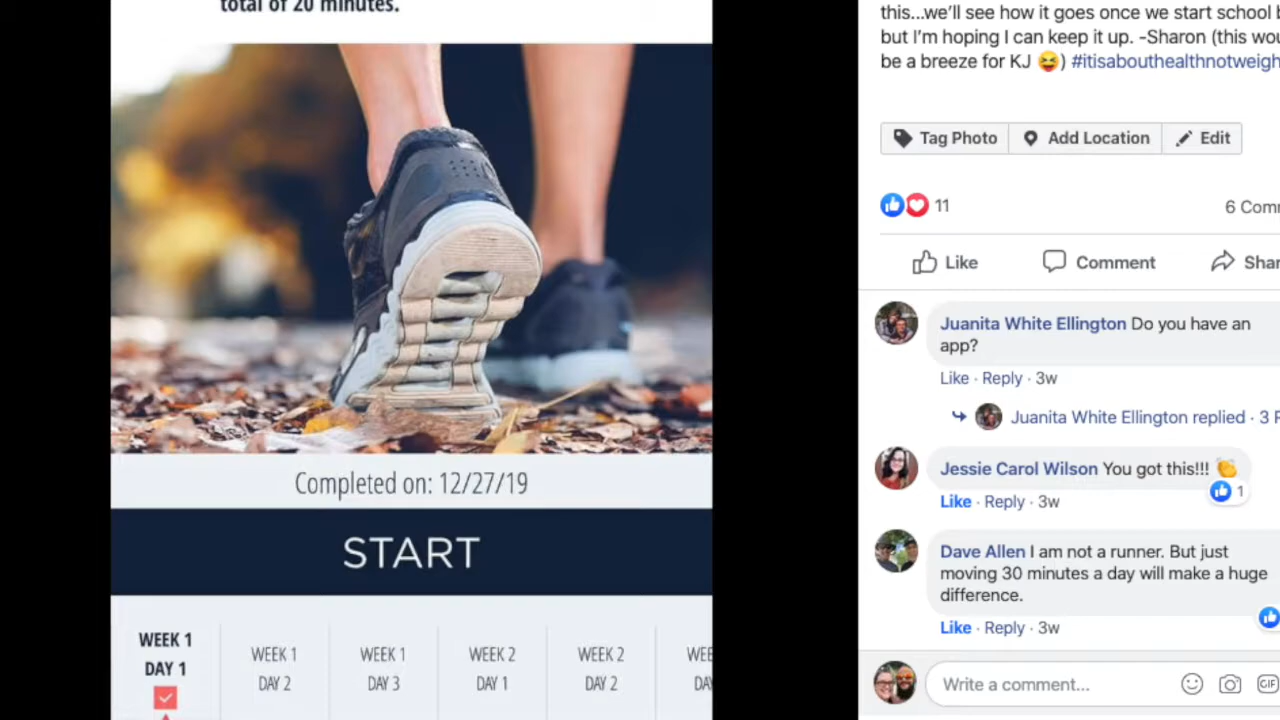 total of 20 minutes.
Completed on: 12/27/19
START
WEEK 1
DAY 1
WEEK 1
DAY 2
WEEK 1
DAY 3
WEEK 2
DAY 1
WEEK 2
DAY 2
this...we'll see how it goes once we start school
but I'm hoping I can keep it up. -Sharon (this
be a breeze for KJ 😝) #itisabouthealthnotweigh
Tag Photo Add Location Edit
11
6
Like Comment
Juanita White Ellington Do you have an
app?
Like · Reply · 3w
Juanita White Ellington replied · 3
Jessie Carol Wilson You got this!!! 👏
1
Like · Reply · 3w
Dave Allen I am not a runner. But just
moving 30 minutes a day will make a huge
difference.
Like · Reply · 3w
Write a comment...
GIF